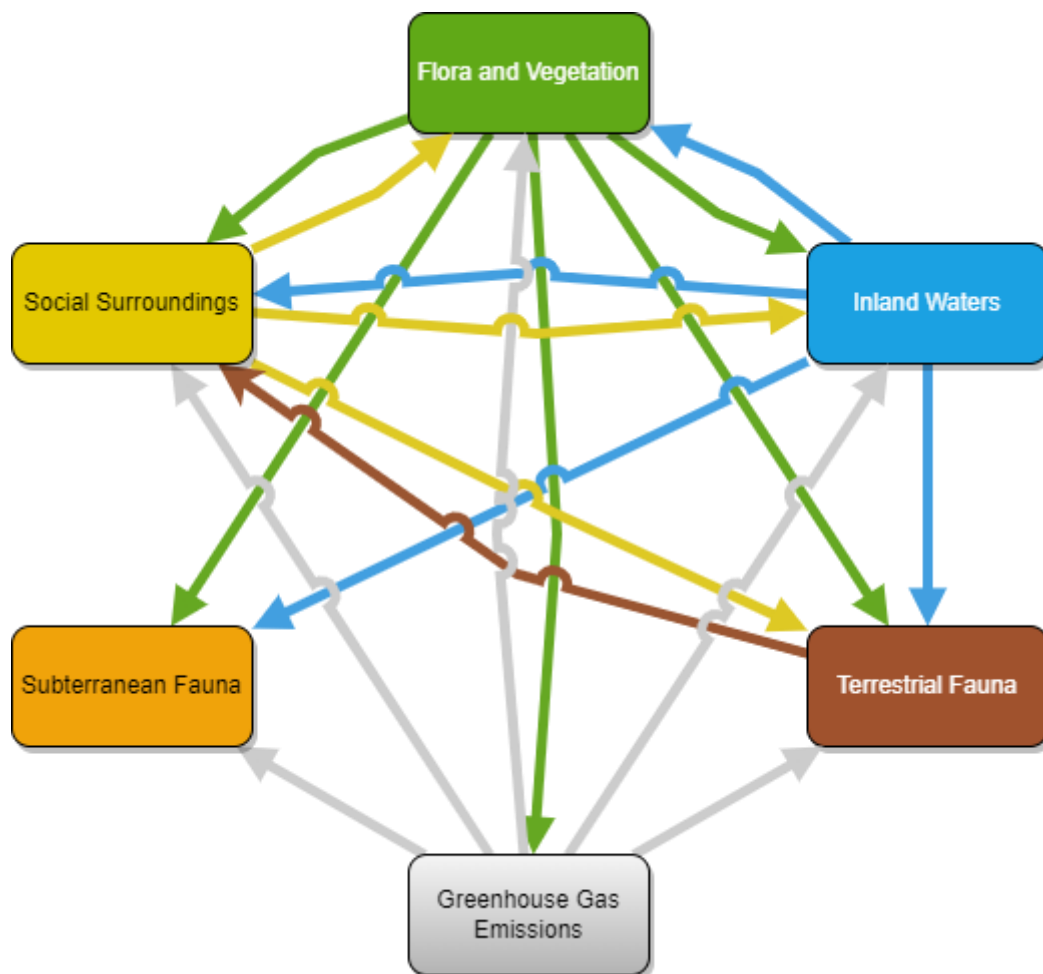 Flora and Vegetation
Social Surroundings
Inland Waters
Subterranean Fauna
Terrestrial Fauna
Greenhouse Gas
Emissions